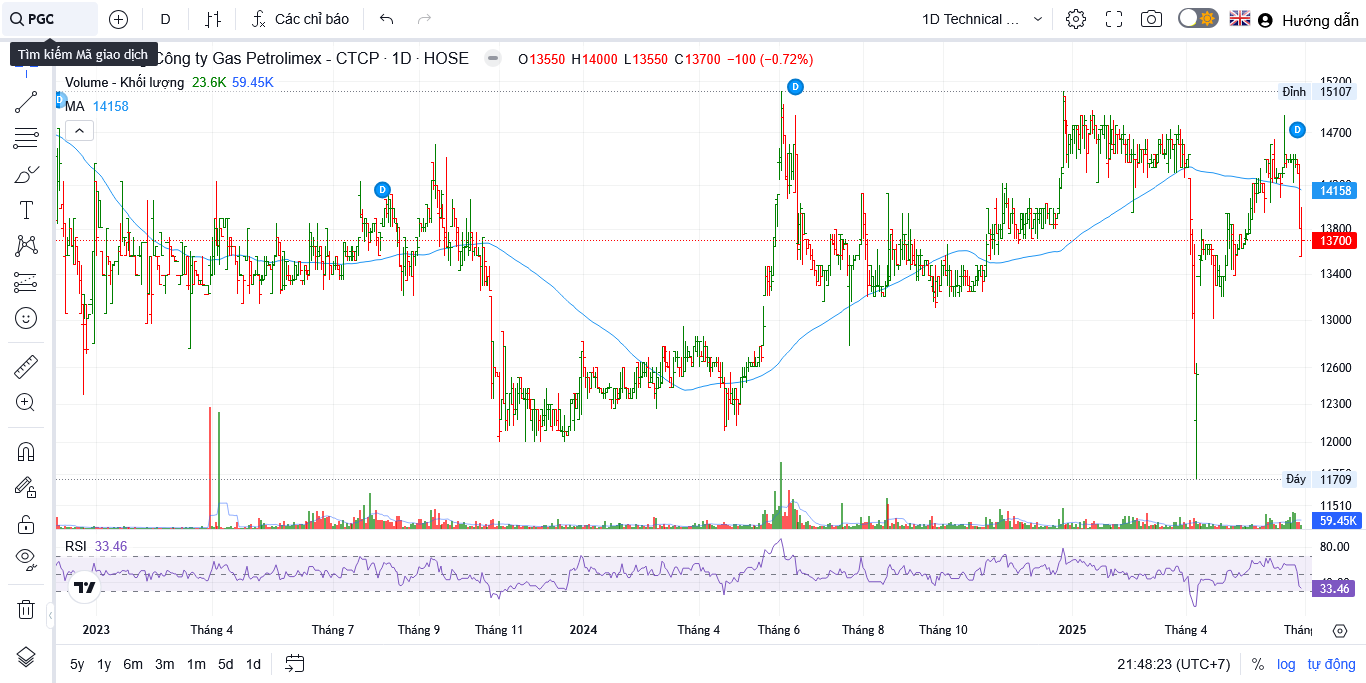 PGC
D
Các chỉ báo
1D Technical ...
Hướng dẫn
Tìm kiếm Mã giao dịch
Công ty Gas Petrolimex - CTCP · 1D · HOSE
O13550 H14000 L13550 C13700 −100 (−0.72%)
Volume - Khối lượng 23.6K 59.45K
MA 14158
D
D
D
D
15200
Đỉnh 15107
14700
14158
13800
13700
13400
13000
12600
12300
12000
Đáy 11709
11510
59.45K
RSI 33.46
80.00
33.46
2023 Tháng 4 Tháng 7 Tháng 9 Tháng 11 2024 Tháng 4 Tháng 6 Tháng 8 Tháng 10 2025 Tháng 4
5y 1y 6m 3m 1m 5d 1d
21:48:23 (UTC+7) % log tự động